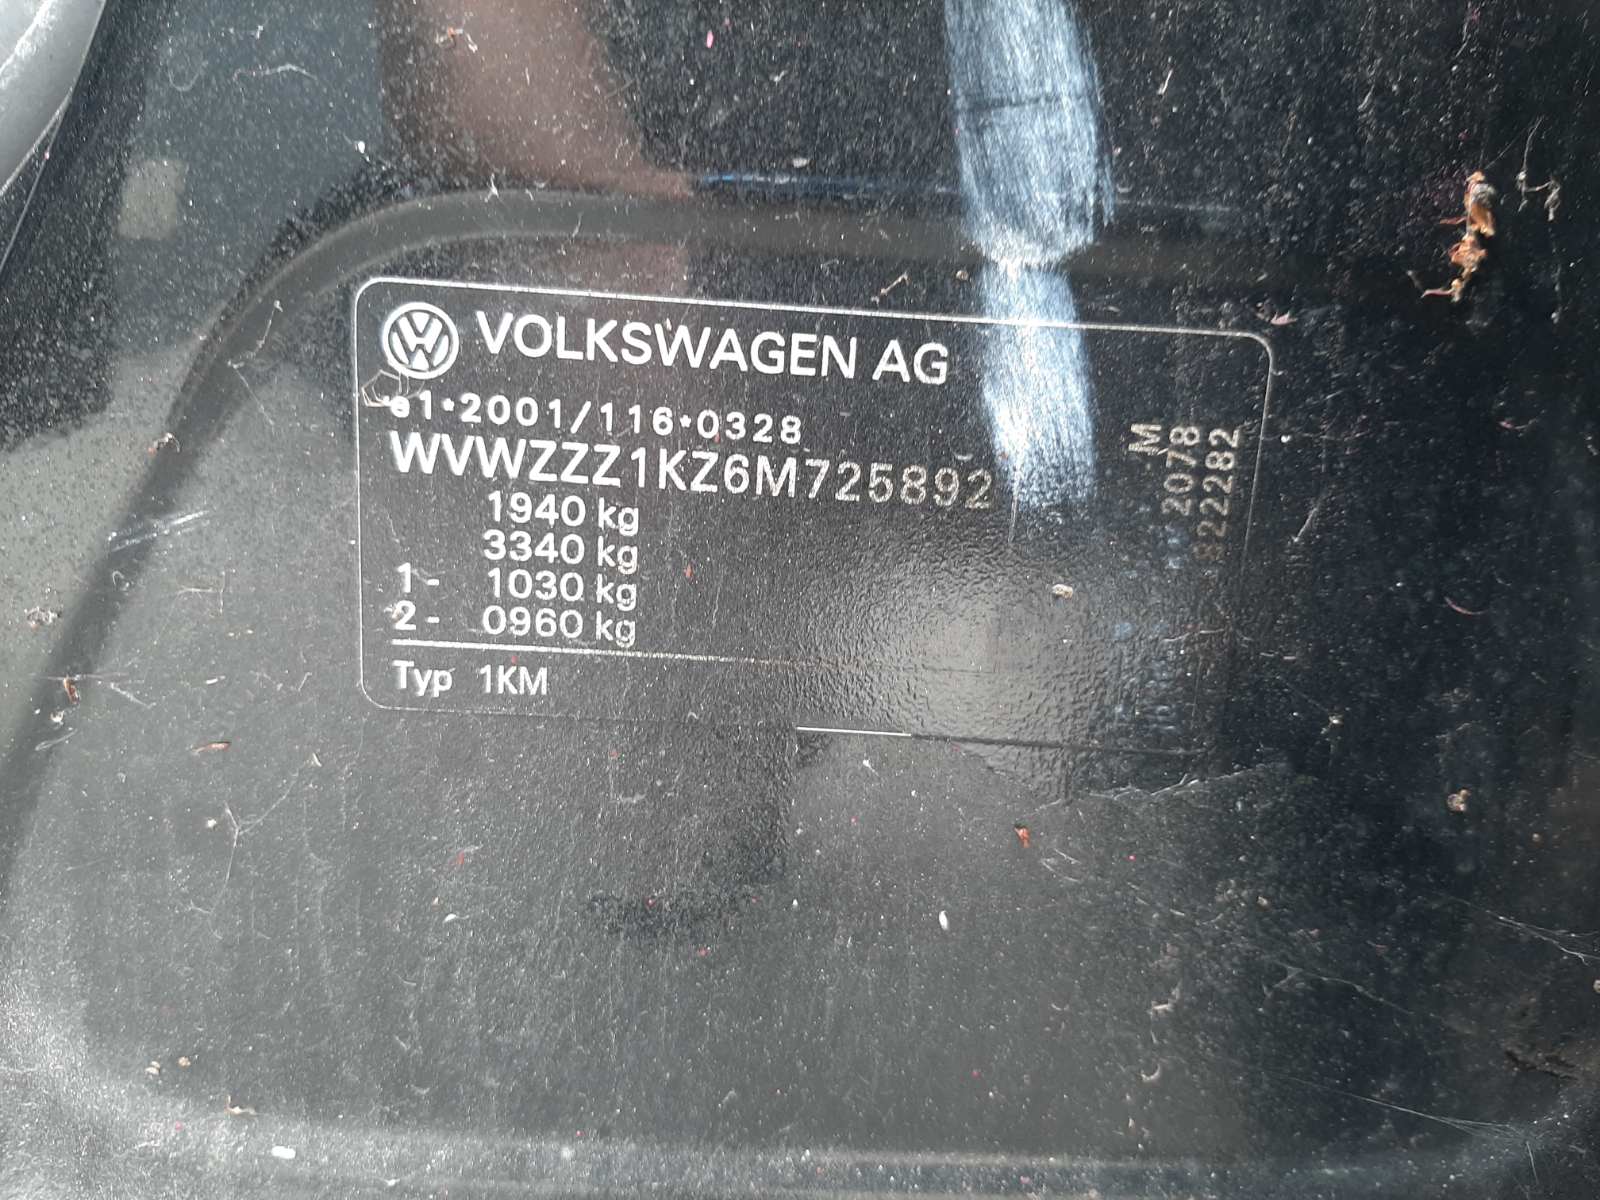 VOLKSWAGEN AG
e1*2001/116*0328
WVWZZZ1KZ6M725892
1940 kg
3340 kg
1- 1030 kg
2- 0960 kg
Typ 1KM
M
2078
822282